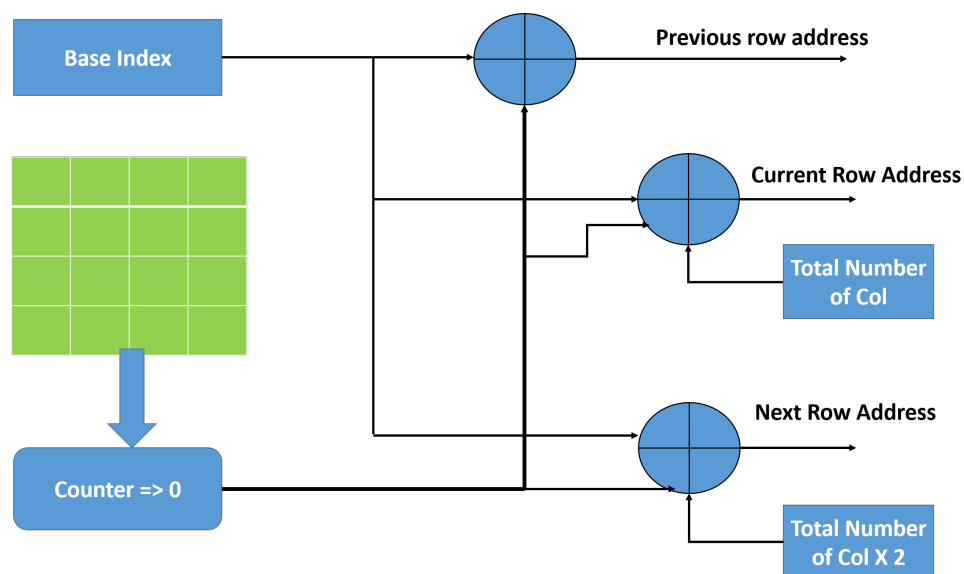 Base Index
Previous row address
Current Row Address
Total Number
of Col
Next Row Address
Counter => 0
Total Number
of Col X 2